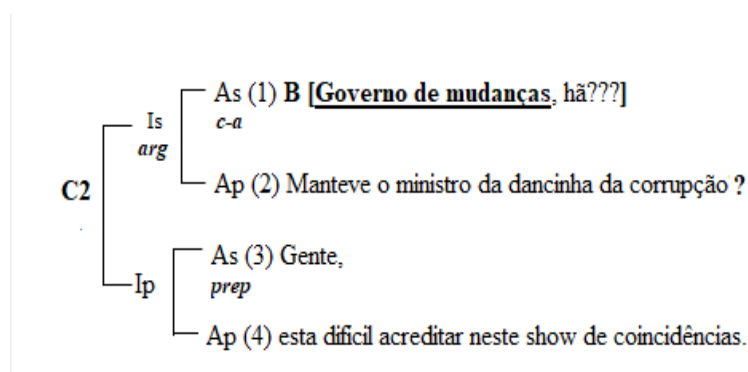 As (1) B [Governo de mudanças, hã???]
Is
c-a
arg
C2
Ap (2) Manteve o ministro da dancinha da corrupção ?
As (3) Gente,
Ip
prep
Ap (4) esta difícil acreditar neste show de coincidências.